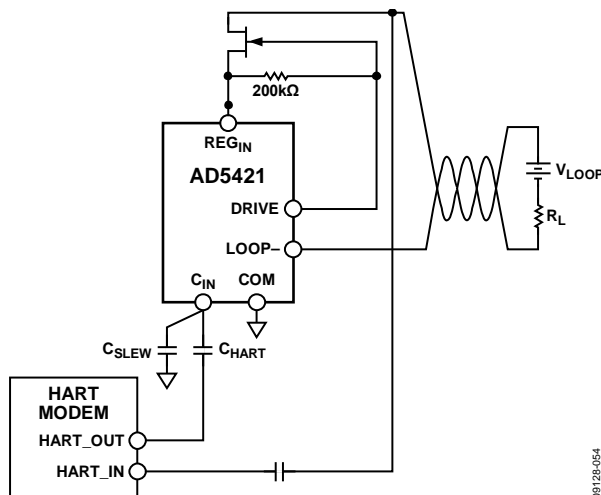 200kΩ
REGIN
AD5421
VLOOP
DRIVE
RL
LOOP–
CIN
COM
CSLEW
CHART
HART
MODEM
HART_OUT
HART_IN
09128-054